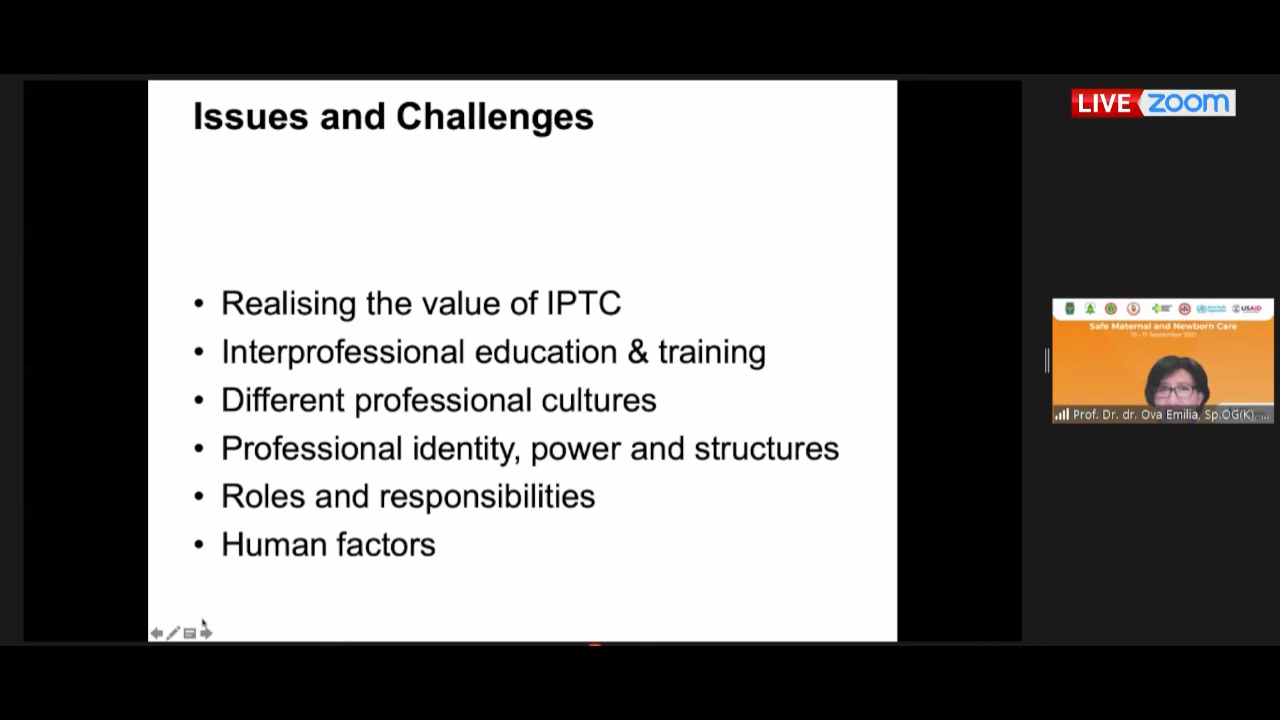 Issues and Challenges
• Realising the value of IPTC
• Interprofessional education & training
• Different professional cultures
• Professional identity, power and structures
• Roles and responsibilities
• Human factors
LIVE zoom
USAID
Safe Maternal and Newborn Care
10 - 17 September 2021
Prof. Dr. dr. Ova Emilia, Sp.OG(K), ...